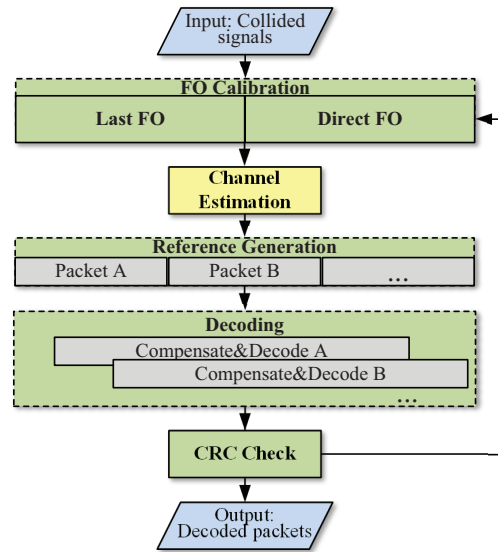 Input: Collided
signals
FO Calibration
Last FO
Direct FO
Channel
Estimation
Reference Generation
Packet A
Packet B
...
Decoding
Compensate&Decode A
Compensate&Decode B
...
CRC Check
Output:
Decoded packets